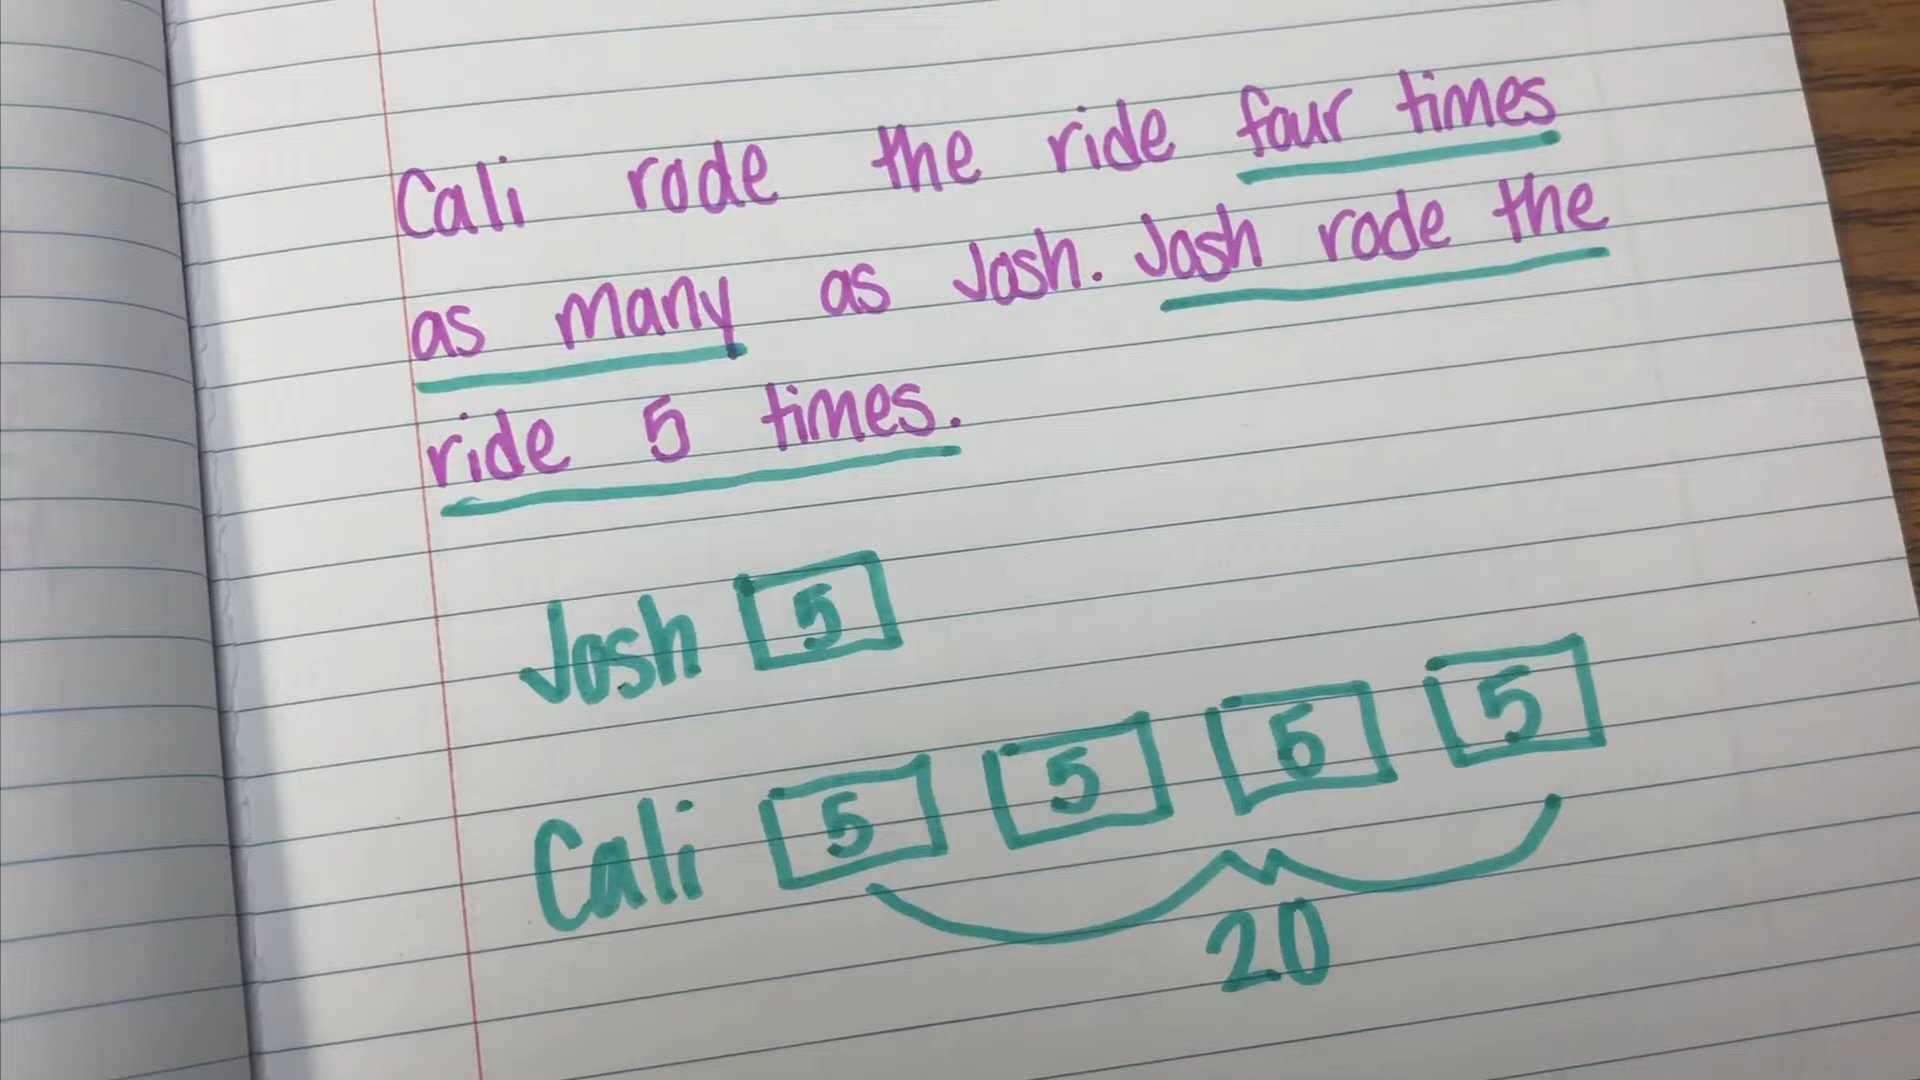 Cali rode the ride four times
as many as Josh. Josh rode the
ride 5 times.
Josh 5
Cali 5 5 5 5
20